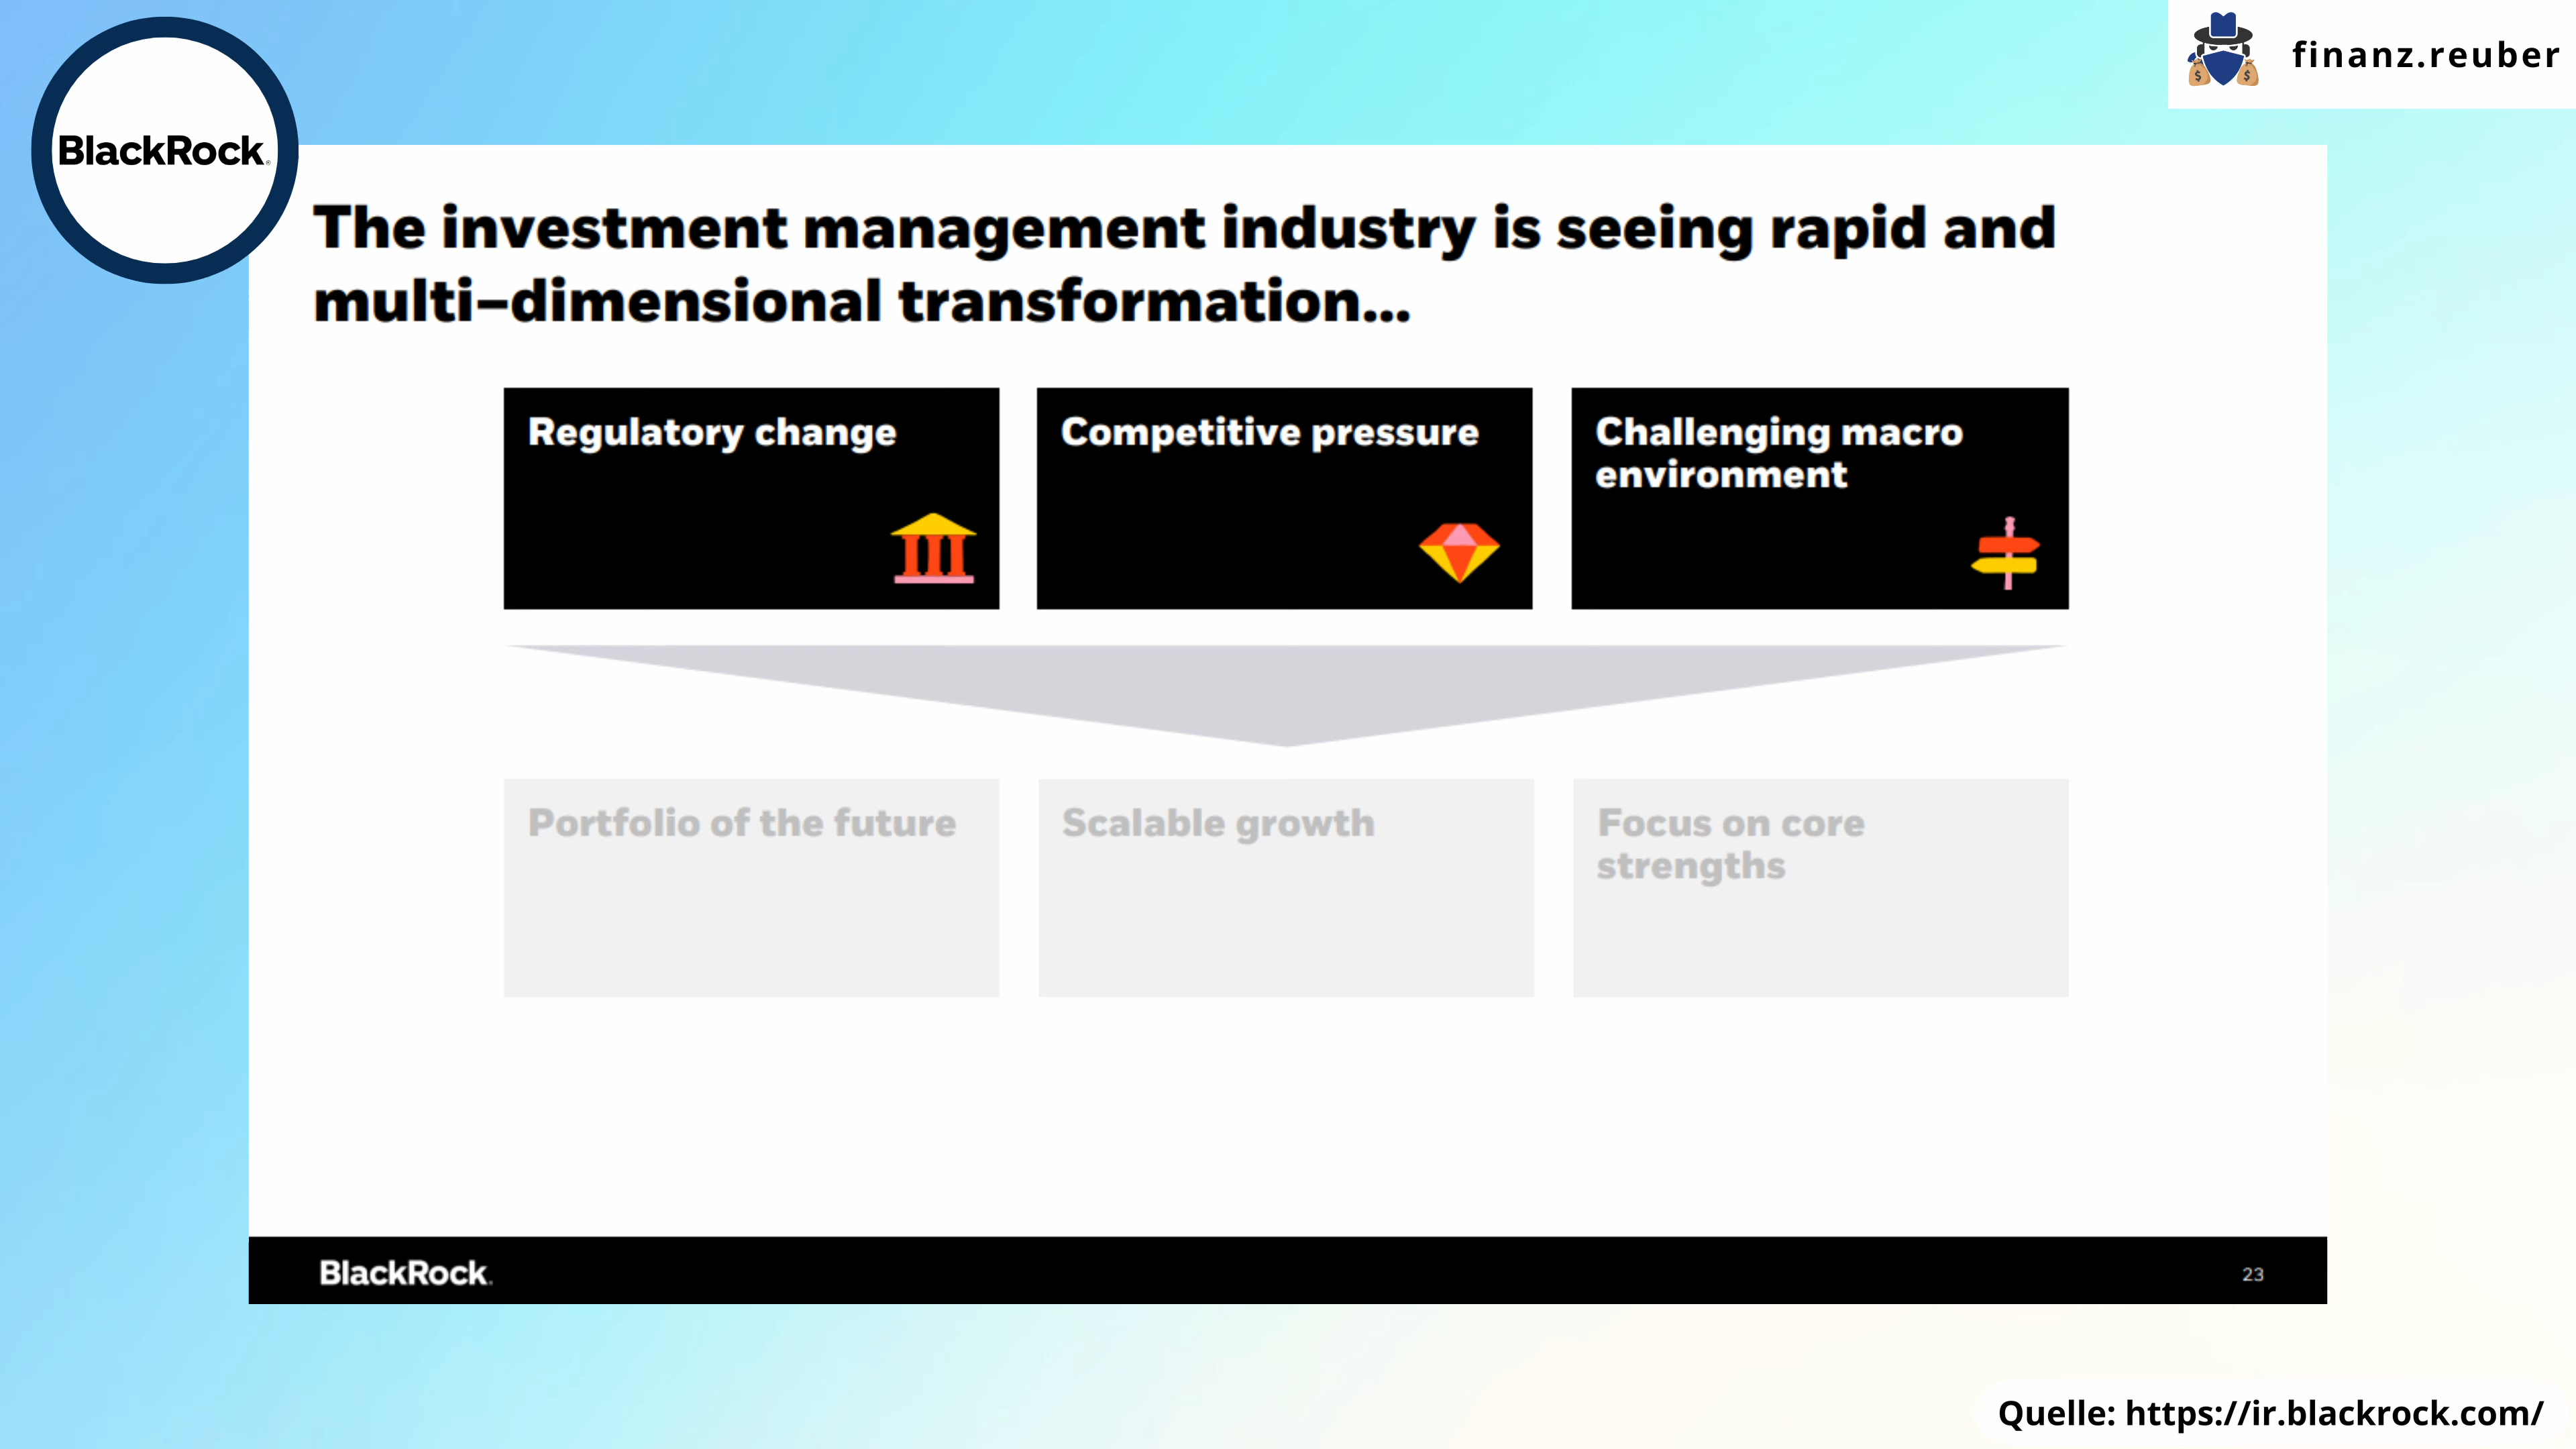 BlackRock®
finanz.reuber
The investment management industry is seeing rapid and
multi–dimensional transformation...
Regulatory change
Competitive pressure
Challenging macro
environment
Portfolio of the future
Scalable growth
Focus on core
strengths
BlackRock.
23
Quelle: https://ir.blackrock.com/